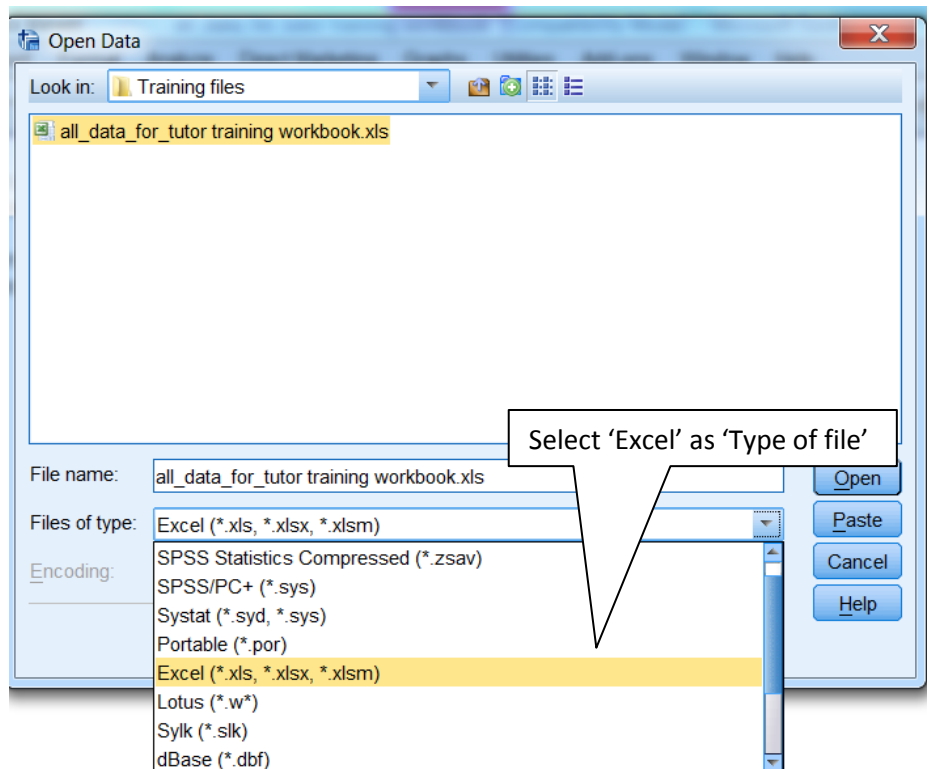 Open Data
Look in: Training files
all_data_for_tutor training workbook.xls
Select ‘Excel’ as ‘Type of file’
File name: all_data_for_tutor training workbook.xls Open
Files of type: Excel (*.xls, *.xlsx, *.xlsm) Paste
Encoding: SPSS Statistics Compressed (*.zsav) Cancel
SPSS/PC+ (*.sys)
Help
Systat (*.syd, *.sys)
Portable (*.por)
Excel (*.xls, *.xlsx, *.xlsm)
Lotus (*.w*)
Sylk (*.slk)
dBase (*.dbf)